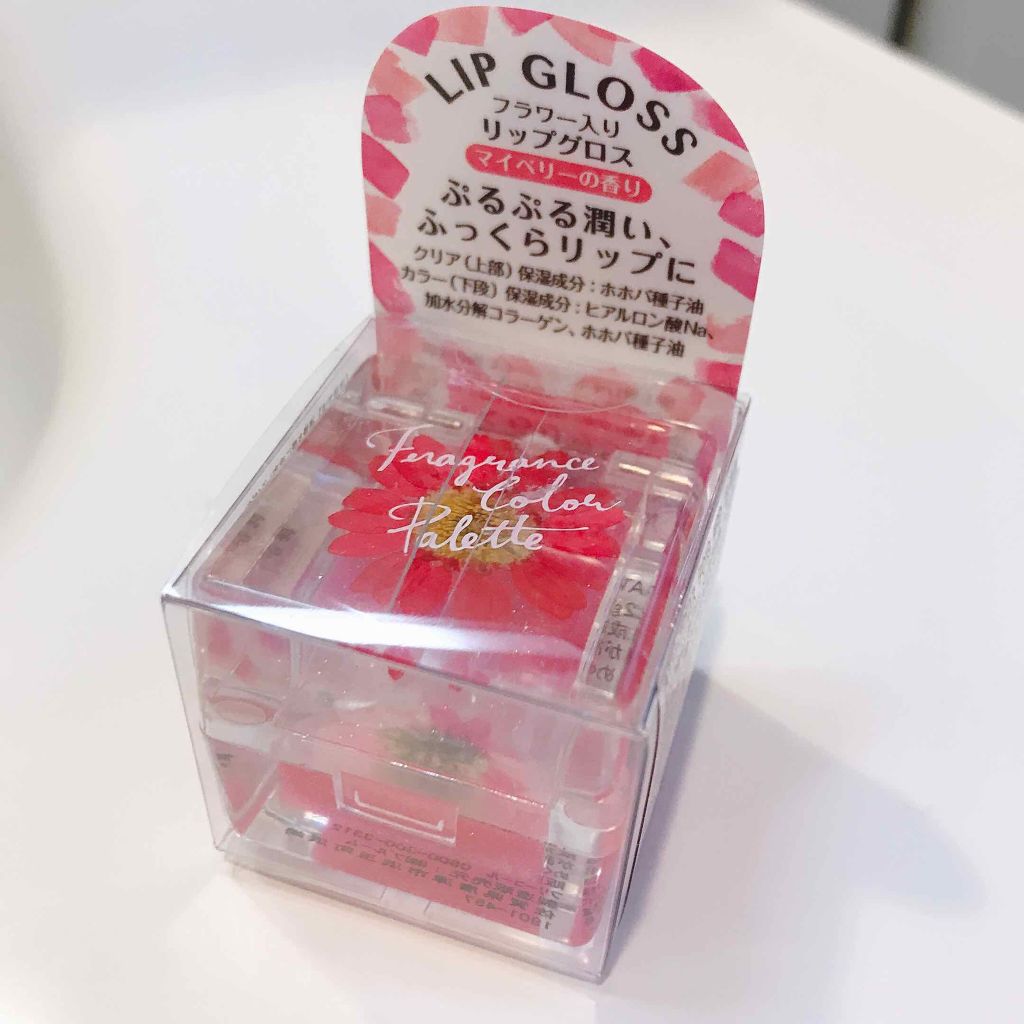 LIP GLOSS
フラワー入り
リップグロス
マイベリーの香り
ぷるぷる潤い、
ふっくらリップに
クリア(上部)保湿成分:ホホバ種子油
カラー(下段) 保湿成分:ヒアルロン酸Na、
加水分解コラーゲン、ホホバ種子油
Fragrance
Color
Palette